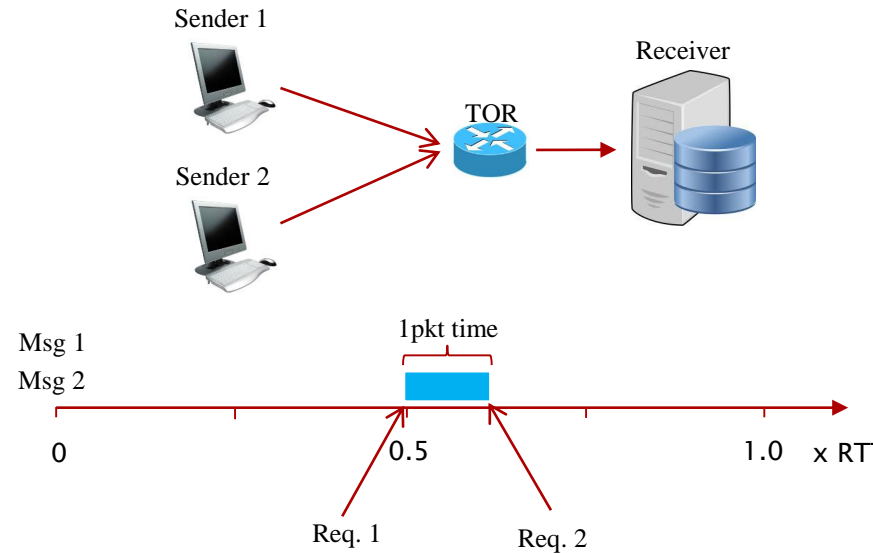 Sender 1
Receiver
TOR
Sender 2
1pkt time
Msg 1
Msg 2
0
0.5
1.0
x RT
Req. 1
Req. 2